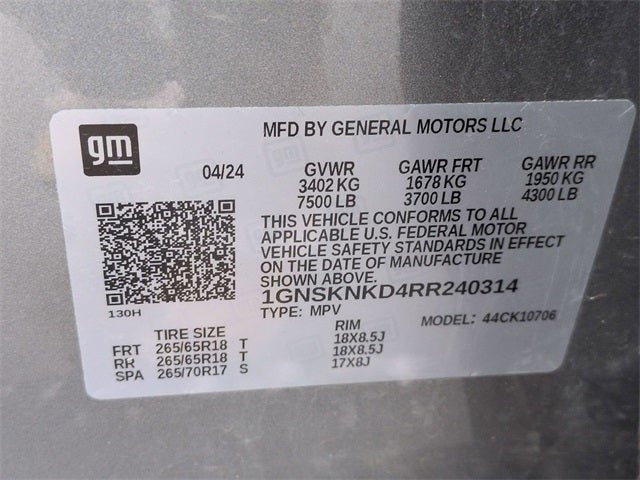 gm
MFD BY GENERAL MOTORS LLC
04/24 GVWR GAWR FRT GAWR RR
3402 KG 1678 KG 1950 KG
7500 LB 3700 LB 4300 LB
THIS VEHICLE CONFORMS TO ALL
APPLICABLE U.S. FEDERAL MOTOR
VEHICLE SAFETY STANDARDS IN EFFECT
ON THE DATE OF MANUFACTURE
SHOWN ABOVE.
1GNSKNKD4RR240314
130H
TYPE: MPV MODEL: 44CK10706
TIRE SIZE RIM
FRT 265/65R18 T 18X8.5J
RR 265/65R18 T 18X8.5J
SPA 265/70R17 S 17X8J